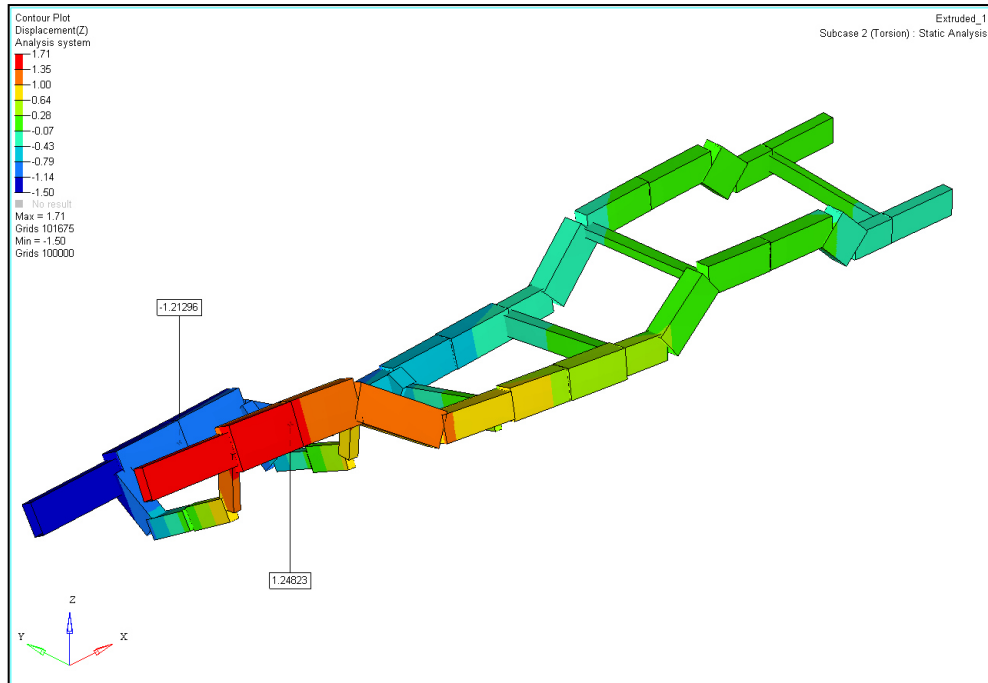 Contour Plot
Displacement(Z)
Analysis system
1.71
1.35
1.00
0.64
0.28
-0.07
-0.43
-0.79
-1.14
-1.50
No result
Max = 1.71
Grids 101675
Min = -1.50
Grids 100000
Extruded_1
Subcase 2 (Torsion) : Static Analysis
-1.21296
1.24823
Z
Y
X